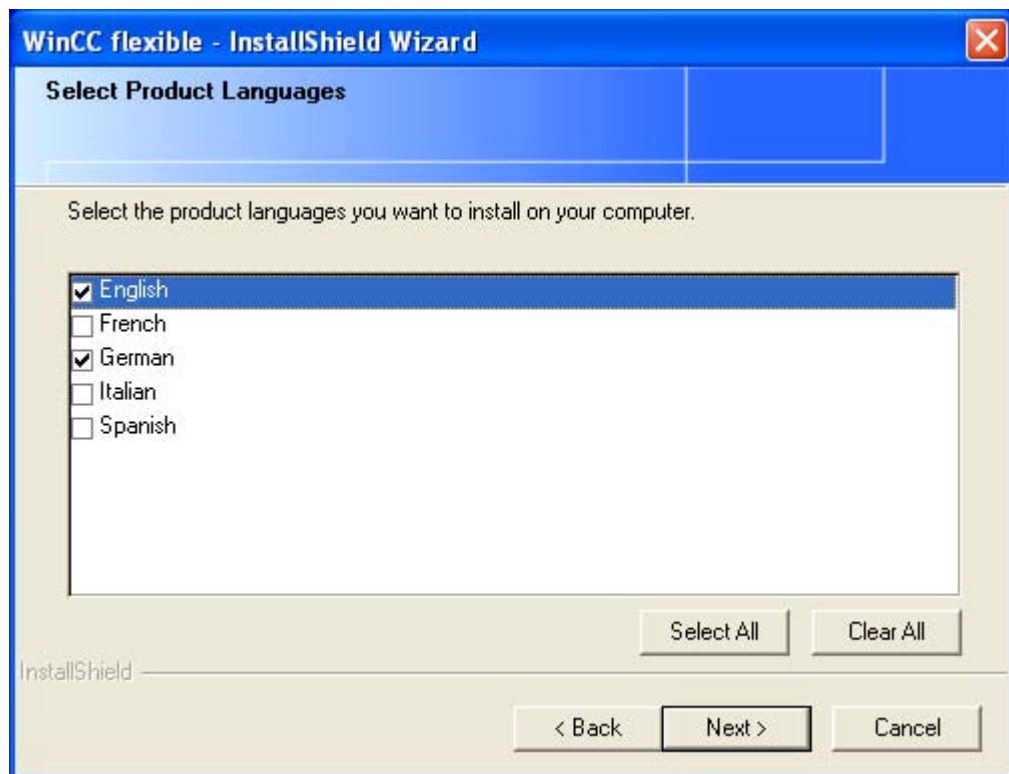 WinCC flexible - InstallShield Wizard
Select Product Languages
Select the product languages you want to install on your computer.
English
French
German
Italian
Spanish
Select All Clear All
InstallShield
< Back Next > Cancel